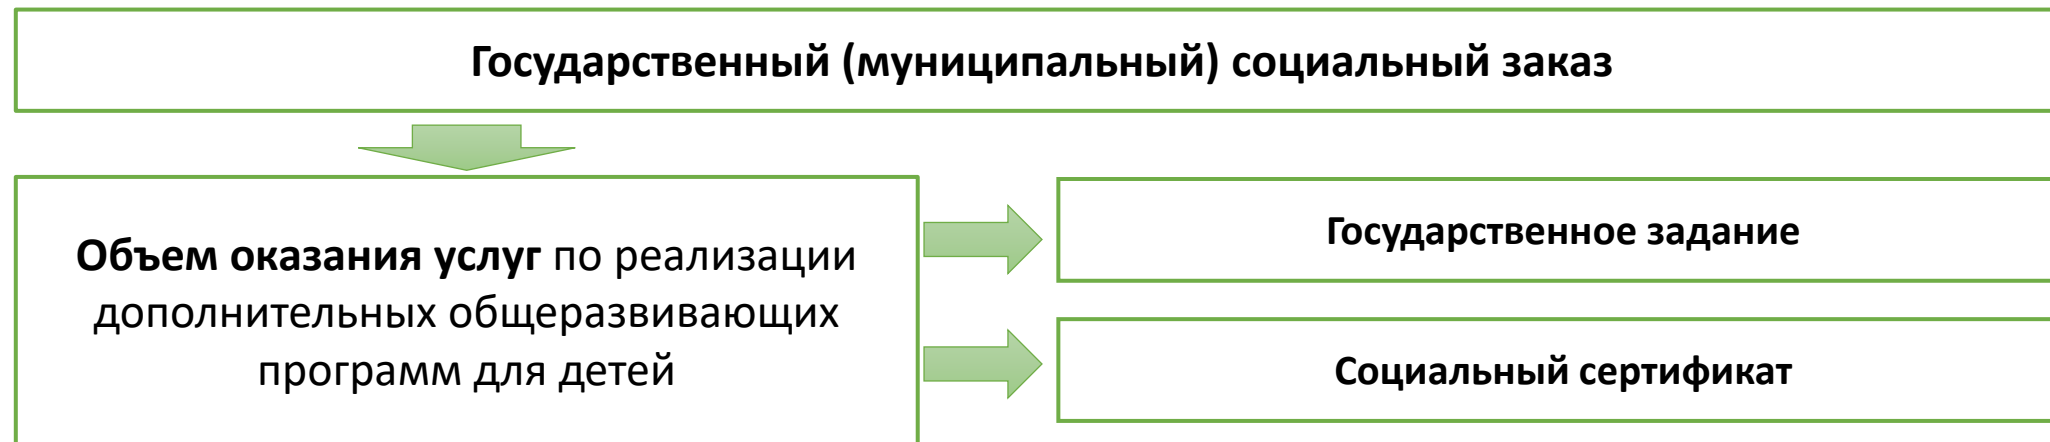 Государственный (муниципальный) социальный заказ
Объем оказания услуг по реализации
дополнительных общеразвивающих
программ для детей
Государственное задание
Социальный сертификат